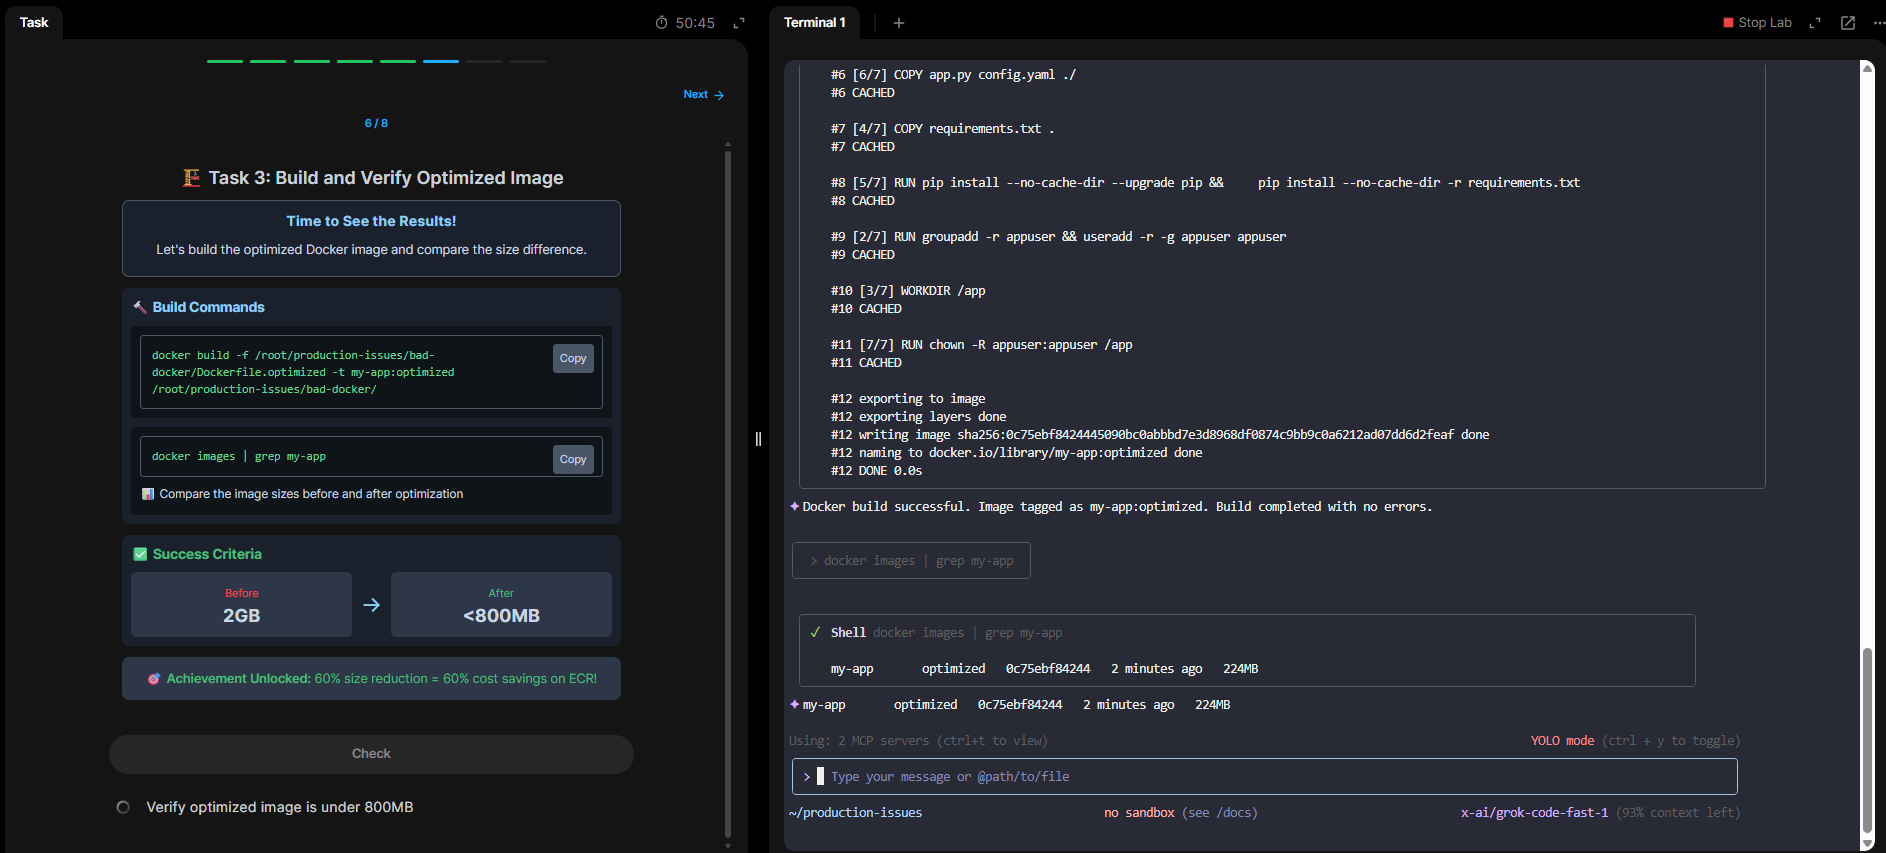 Task
50:45
Next →
6 / 8
Task 3: Build and Verify Optimized Image
Time to See the Results!
Let's build the optimized Docker image and compare the size difference.
Build Commands
docker build -f /root/production-issues/bad-
docker/Dockerfile.optimized -t my-app:optimized
/root/production-issues/bad-docker/
Copy
docker images | grep my-app
Copy
Compare the image sizes before and after optimization
Success Criteria
Before
2GB
→
After
<800MB
Achievement Unlocked: 60% size reduction = 60% cost savings on ECR!
Check
Verify optimized image is under 800MB
Terminal 1
+
Stop Lab
#6 [6/7] COPY app.py config.yaml ./
#6 CACHED
#7 [4/7] COPY requirements.txt .
#7 CACHED
#8 [5/7] RUN pip install --no-cache-dir --upgrade pip &&     pip install --no-cache-dir -r requirements.txt
#8 CACHED
#9 [2/7] RUN groupadd -r appuser && useradd -r -g appuser appuser
#9 CACHED
#10 [3/7] WORKDIR /app
#10 CACHED
#11 [7/7] RUN chown -R appuser:appuser /app
#11 CACHED
#12 exporting to image
#12 exporting layers done
#12 writing image sha256:0c75ebf8424445090bc0abbbd7e3d8968df0874c9bb9c0a6212ad07dd6d2feaf done
#12 naming to docker.io/library/my-app:optimized done
#12 DONE 0.0s
✦ Docker build successful. Image tagged as my-app:optimized. Build completed with no errors.
> docker images | grep my-app
✓ Shell docker images | grep my-app
my-app optimized 0c75ebf84244 2 minutes ago 224MB
✦ my-app optimized 0c75ebf84244 2 minutes ago 224MB
Using: 2 MCP servers (ctrl+t to view)
YOLO mode (ctrl + y to toggle)
> Type your message or @path/to/file
~/production-issues
no sandbox (see /docs)
x-ai/grok-code-fast-1 (93% context left)